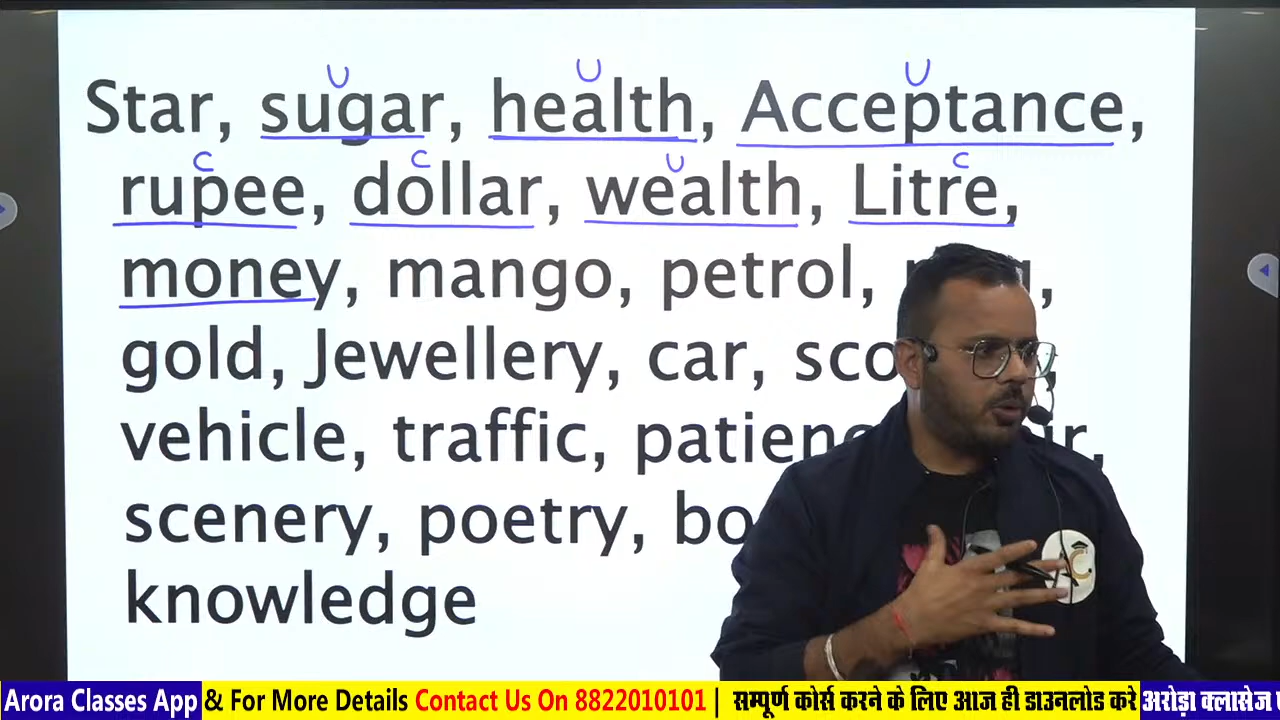 U U U
Star, sugar, health, Acceptance,
C C U C
rupee, dollar, wealth, Litre,
money, mango, petrol,
gold, Jewellery, car,
vehicle, traffic,
scenery, poetry,
knowledge
Arora Classes App & For More Details Contact Us On 8822010101 | सम्पूर्ण कोर्स करने के लिए आज ही डाउनलोड करे अरोड़ा क्लासेज